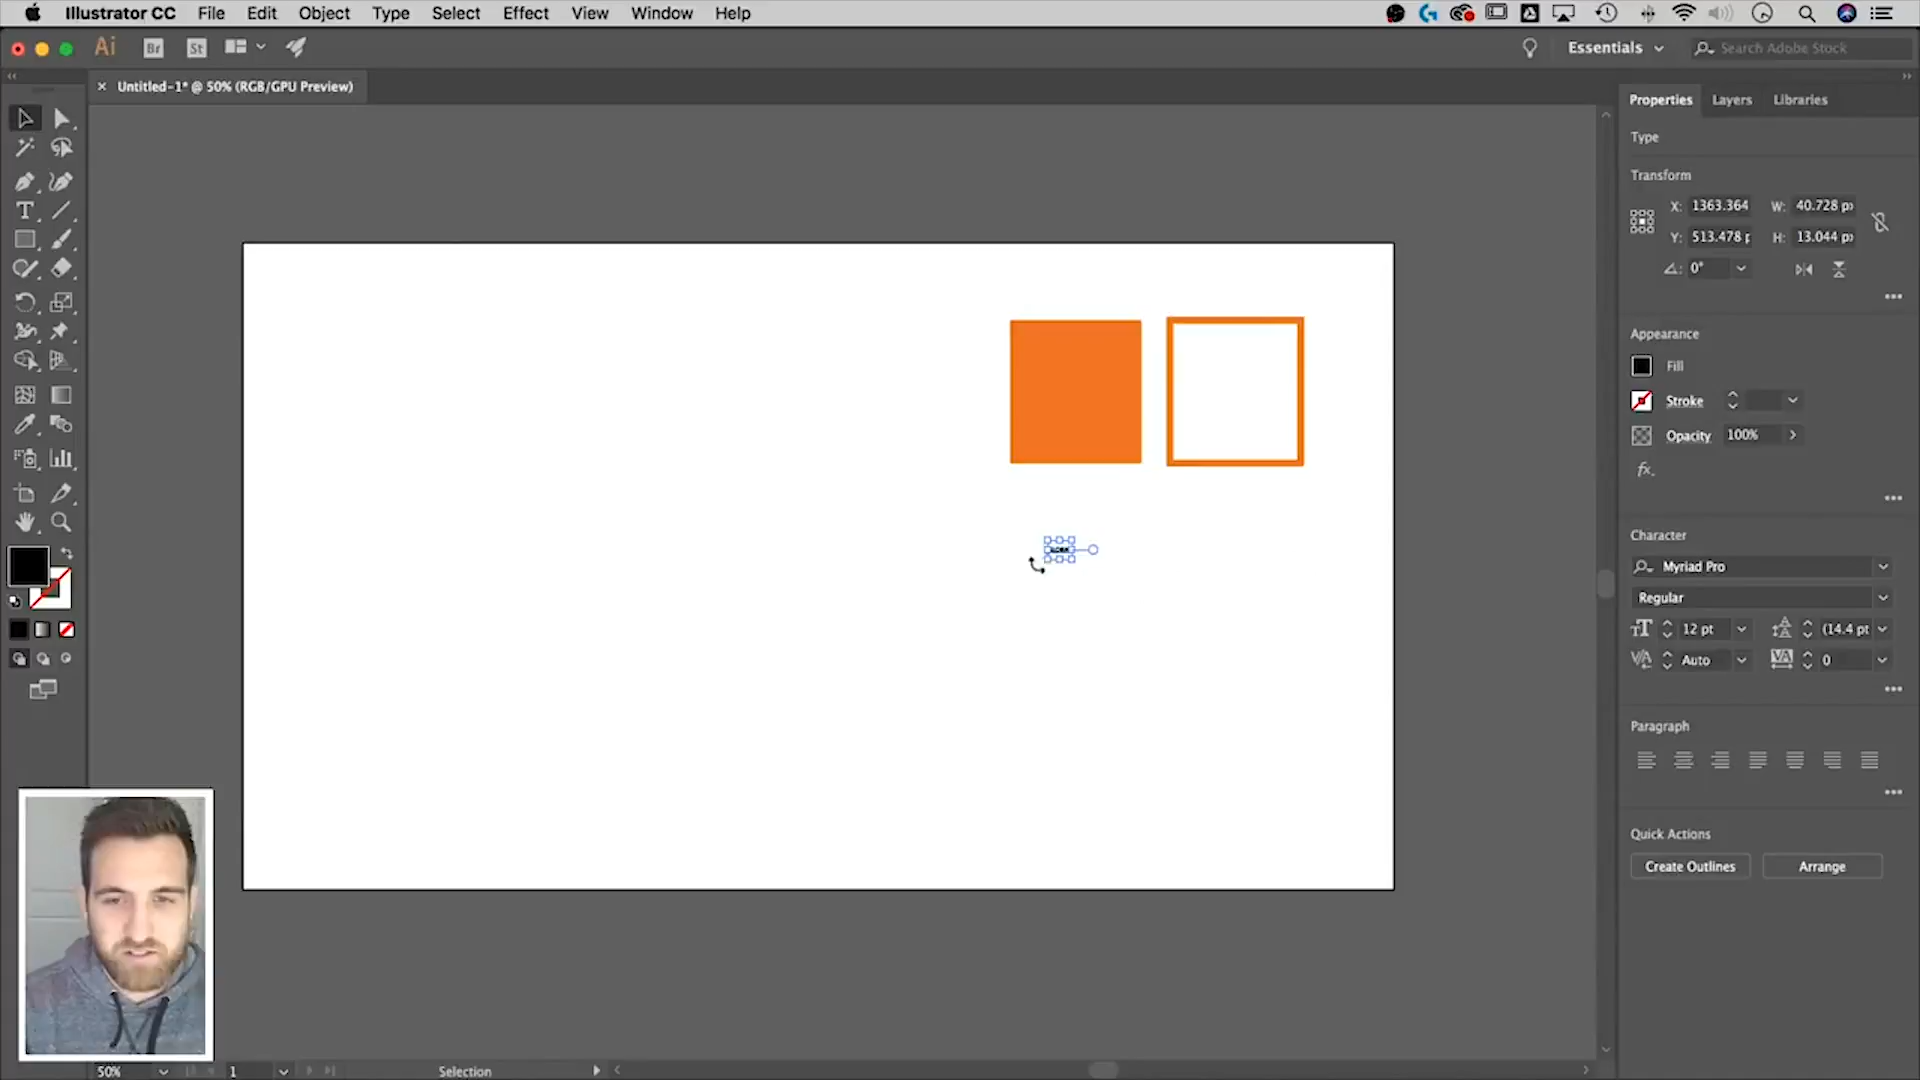 Illustrator CC File Edit Object Type Select Effect View Window Help
Ai Br St Essentials Search Adobe Stock
Untitled-1* @ 50% (RGB/GPU Preview)
Properties Layers Libraries
Type
Transform
X: 1363.364 W: 40.728 px
Y: 513.478 p H: 13.044 px
0°
Appearance
Fill
Stroke
Opacity 100%
fx.
Character
Myriad Pro
Regular
12 pt (14.4 pt
Auto 0
Paragraph
Quick Actions
Create Outlines Arrange
50% 1 Selection